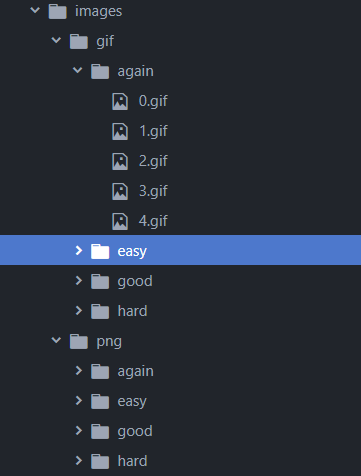 images
gif
again
0.gif
1.gif
2.gif
3.gif
4.gif
easy
good
hard
png
again
easy
good
hard